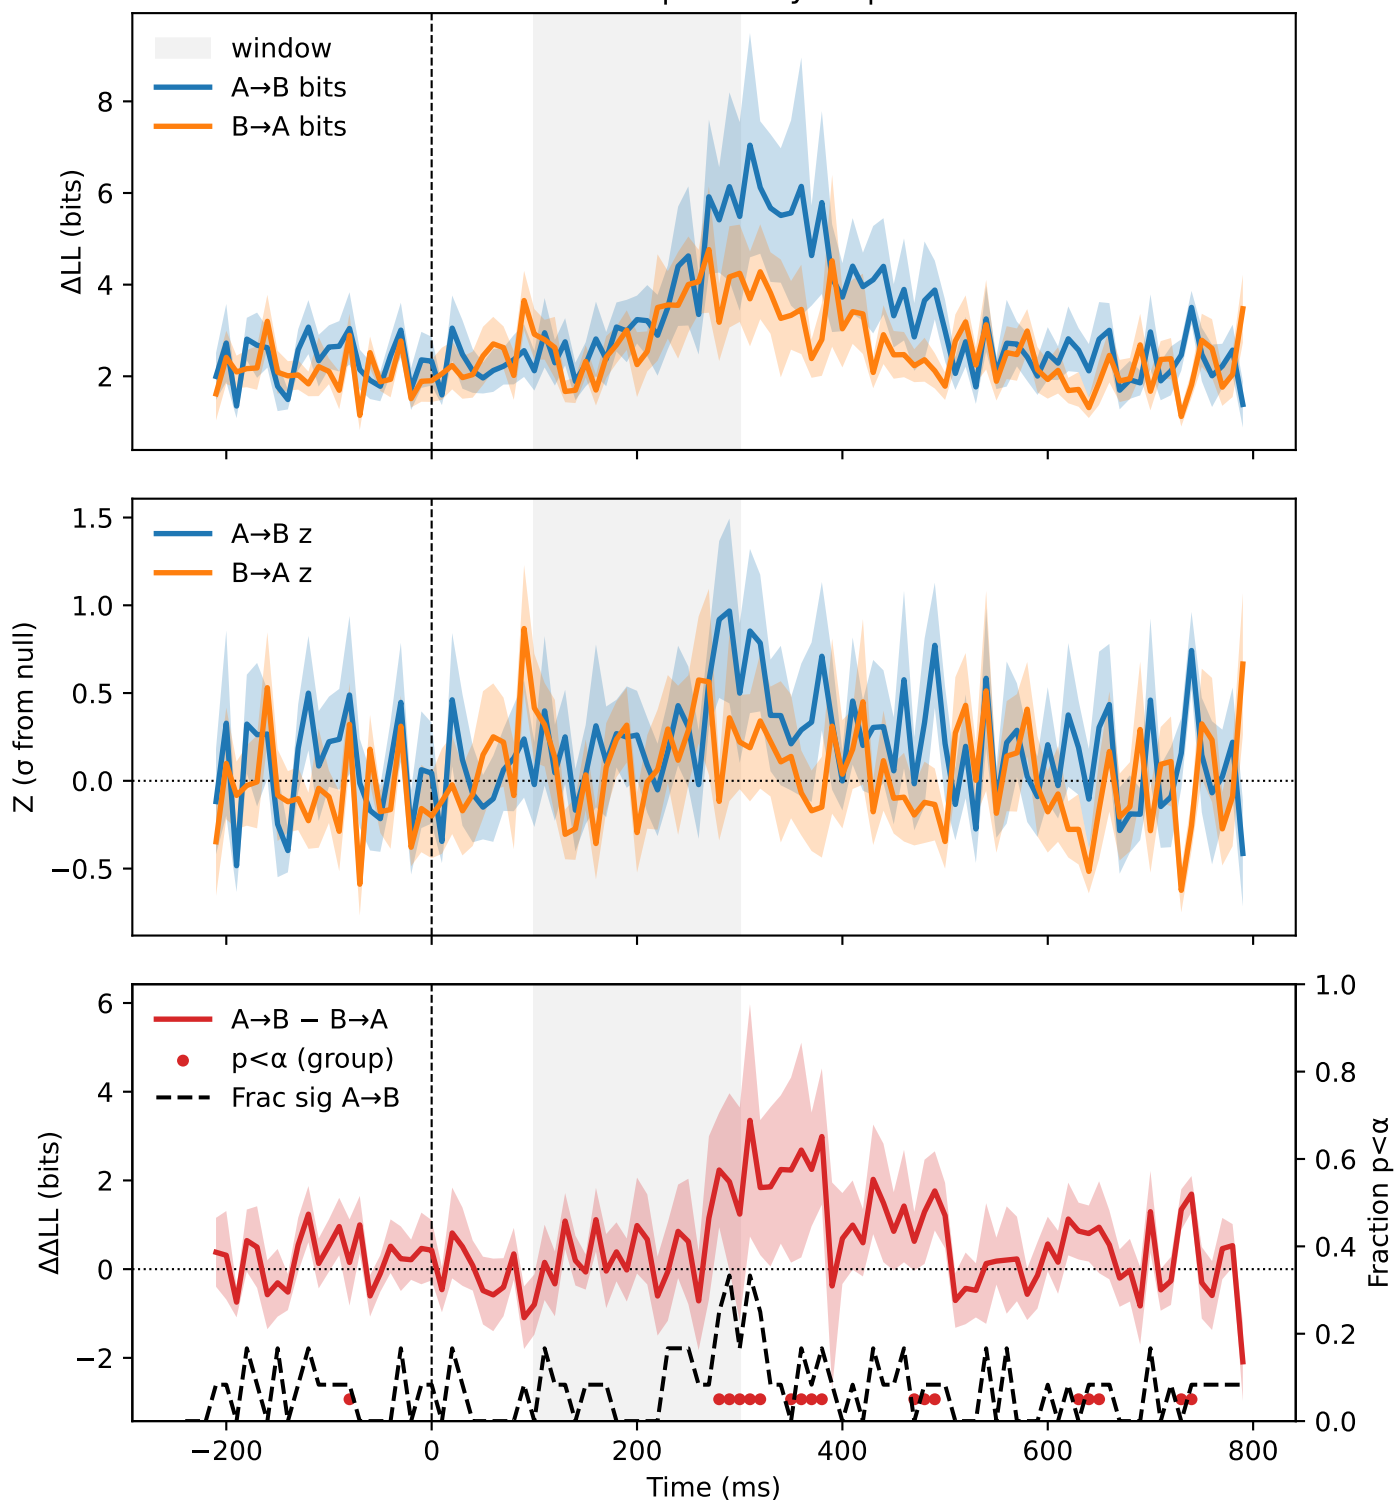 window
A→B bits
B→A bits
ΔLL (bits)
8
6
4
2
A→B z
B→A z
Z (σ from null)
1.5
1.0
0.5
0.0
−0.5
A→B − B→A
p<α (group)
Frac sig A→B
ΔΔLL (bits)
6
4
2
0
−2
1.0
0.8
0.6
0.4
0.2
0.0
Fraction p<α
−200
0
200
400
600
800
Time (ms)